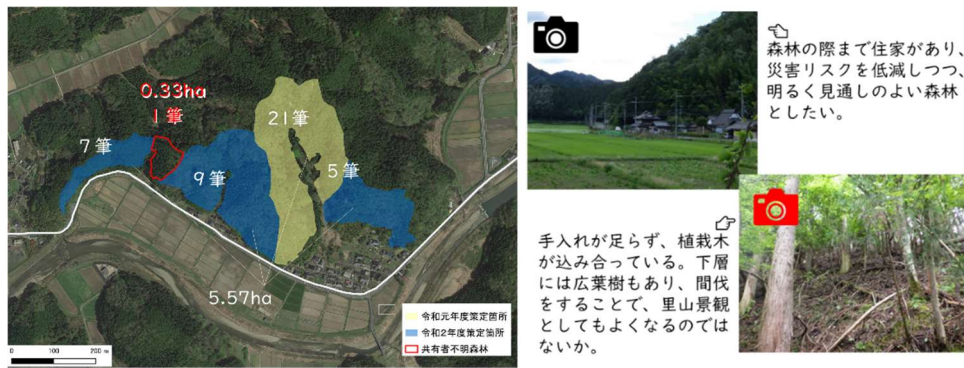 0.33ha
1筆
21筆
7筆
9筆
5筆
5.57ha
令和元年度策定箇所
令和2年度策定箇所
共有者不明森林
0 100 200 m
森林の際まで住家があり、
災害リスクを低減しつつ、
明るく見通しのよい森林
としたい。
手入れが足らず、植栽木
が込み合っている。下層
には広葉樹もあり、間伐
をすることで、里山景観
としてもよくなるのでは
ないか。